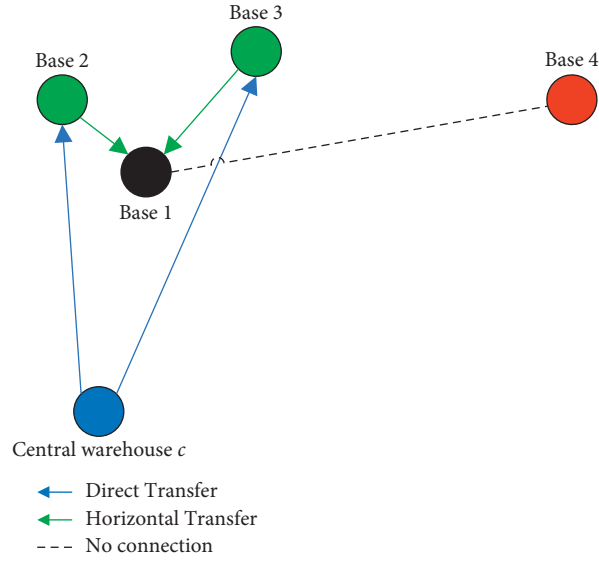 Base 3
Base 2
Base 4
Base 1
Central warehouse c
Direct Transfer
Horizontal Transfer
No connection